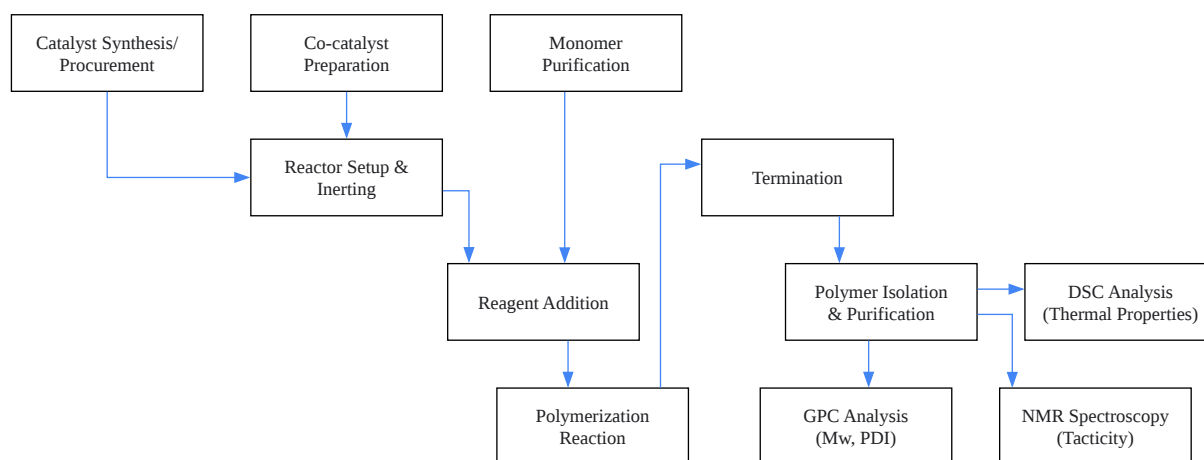 Catalyst Synthesis/
Procurement
Co-catalyst
Preparation
Monomer
Purification
Reactor Setup &
Inerting
Termination
Reagent Addition
Polymer Isolation
& Purification
DSC Analysis
(Thermal Properties)
Polymerization
Reaction
GPC Analysis
(Mw, PDI)
NMR Spectroscopy
(Tacticity)